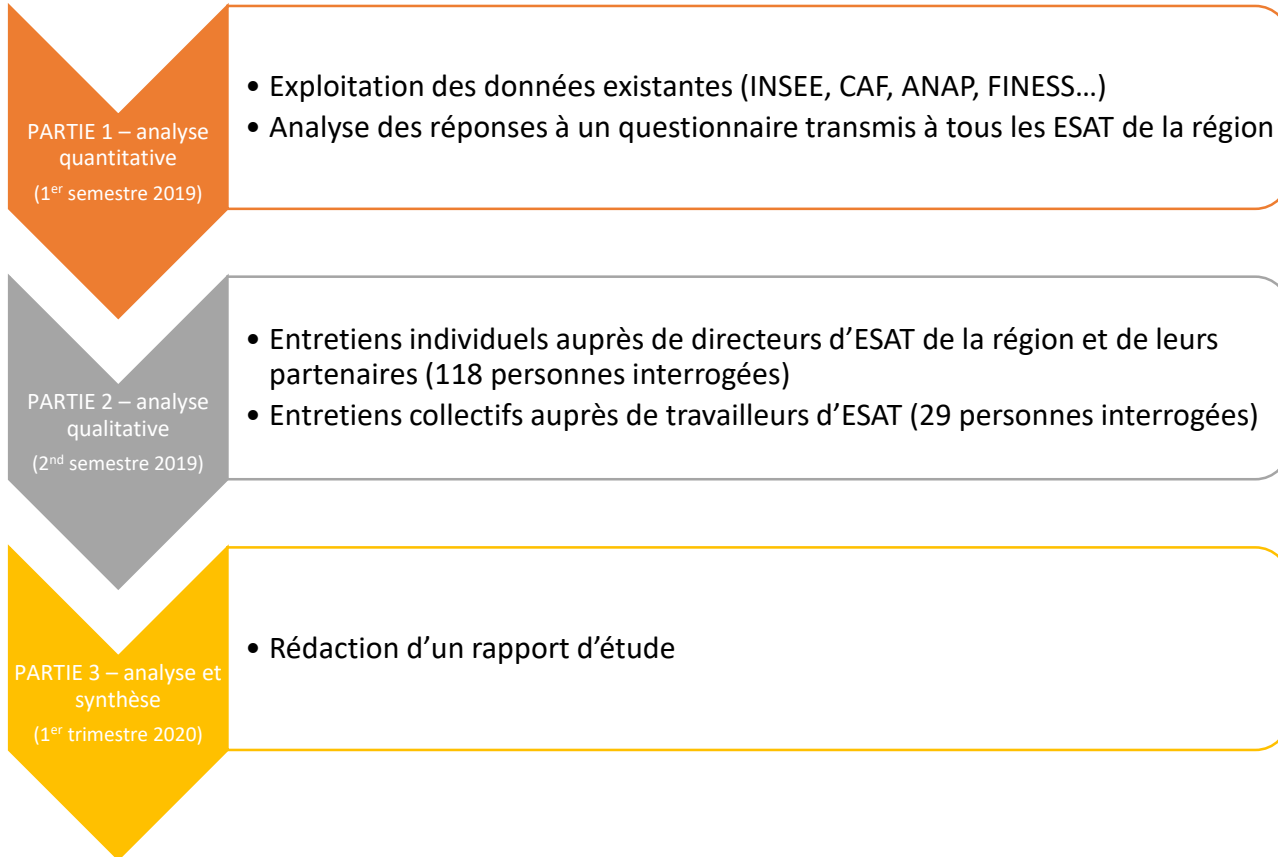 PARTIE 1 – analyse
quantitative
(1er semestre 2019)
• Exploitation des données existantes (INSEE, CAF, ANAP, FINESS…)
• Analyse des réponses à un questionnaire transmis à tous les ESAT de la région
PARTIE 2 – analyse
qualitative
(2nd semestre 2019)
• Entretiens individuels auprès de directeurs d’ESAT de la région et de leurs
partenaires (118 personnes interrogées)
• Entretiens collectifs auprès de travailleurs d’ESAT (29 personnes interrogées)
PARTIE 3 – analyse et
synthèse
(1er trimestre 2020)
• Rédaction d’un rapport d’étude